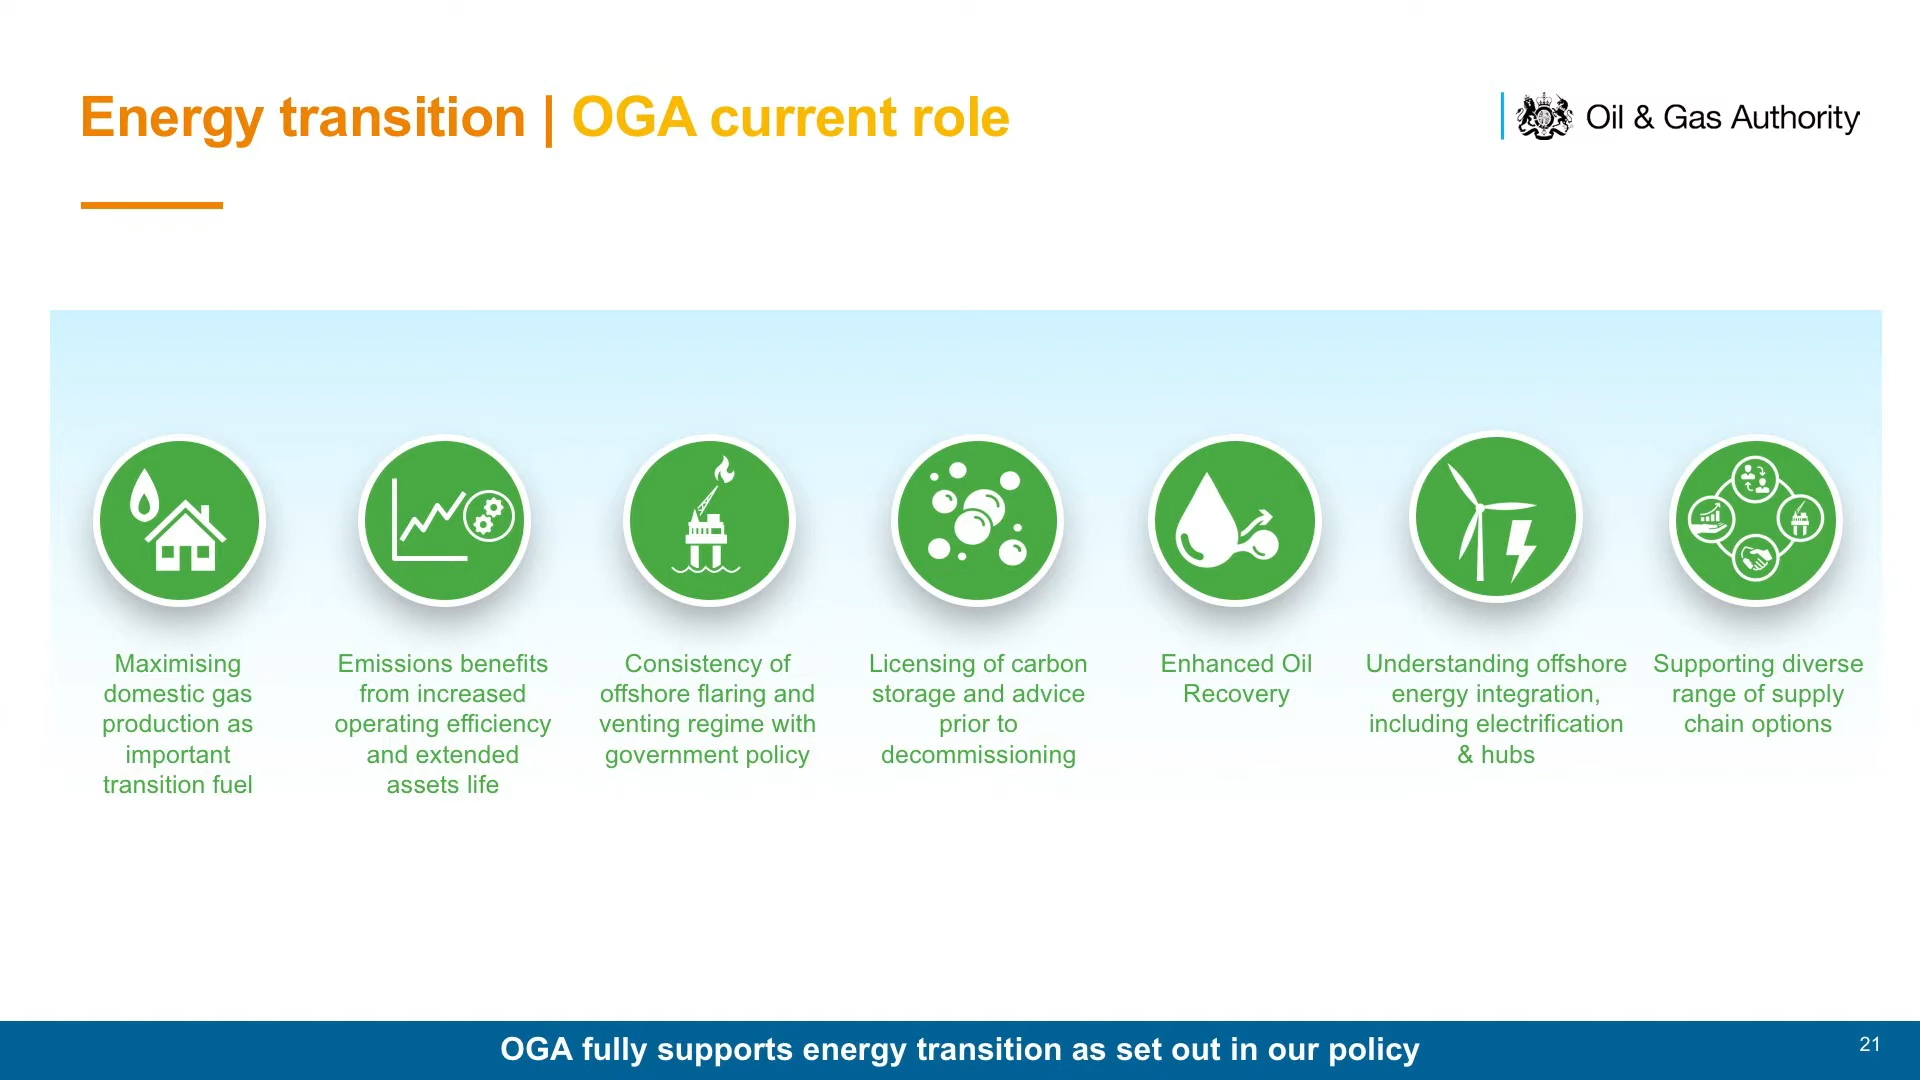 Energy transition | OGA current role
Oil & Gas Authority
Maximising
domestic gas
production as
important
transition fuel
Emissions benefits
from increased
operating efficiency
and extended
assets life
Consistency of
offshore flaring and
venting regime with
government policy
Licensing of carbon
storage and advice
prior to
decommissioning
Enhanced Oil
Recovery
Understanding offshore
energy integration,
including electrification
& hubs
Supporting diverse
range of supply
chain options
OGA fully supports energy transition as set out in our policy
21